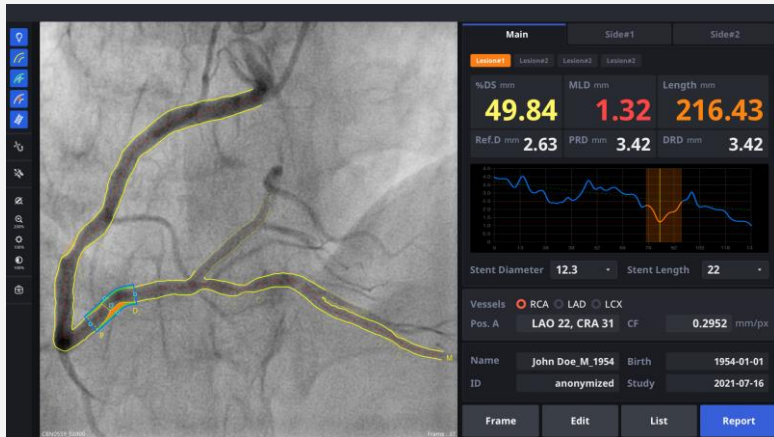 Main Side#1 Side#2
Lesion#1 Lesion#2 Lesion#2 Lesion#2
%DS mm MLD mm Length mm
49.84 1.32 216.43
Ref.D mm 2.63 PRD mm 3.42 DRD mm 3.42
Stent Diameter 12.3 Stent Length 22
Vessels RCA LAD LCX
Pos. A LAO 22, CRA 31 CF 0.2952 mm/px
Name John Doe_M_1954 Birth 1954-01-01
ID anonymized Study 2021-07-16
Frame Edit List Report
P
D
M